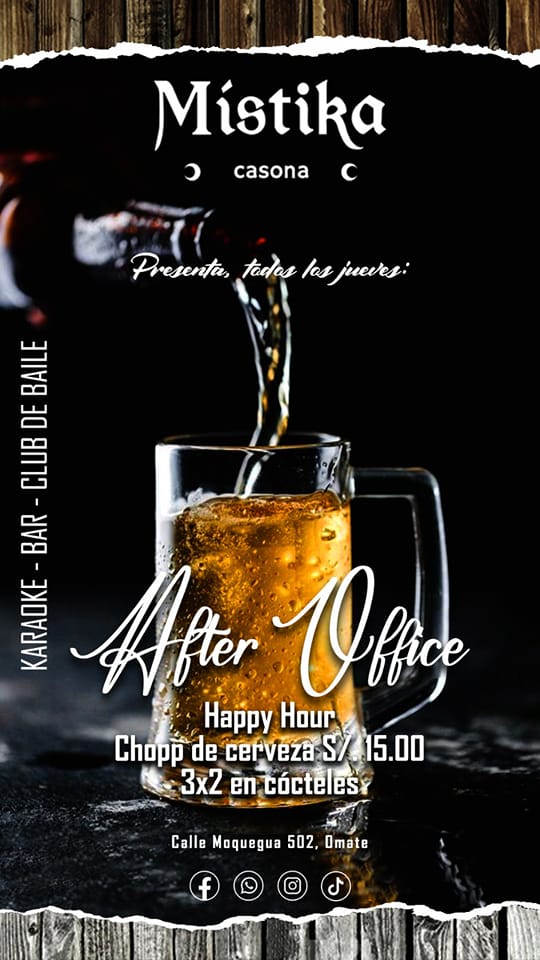 Místika
casona
Presenta, todos los jueves:
KARAOKE - BAR - CLUB DE BAILE
After Office
Happy Hour
Chopp de cerveza S/. 15.00
3x2 en cócteles
Calle Moquegua 502, Omate